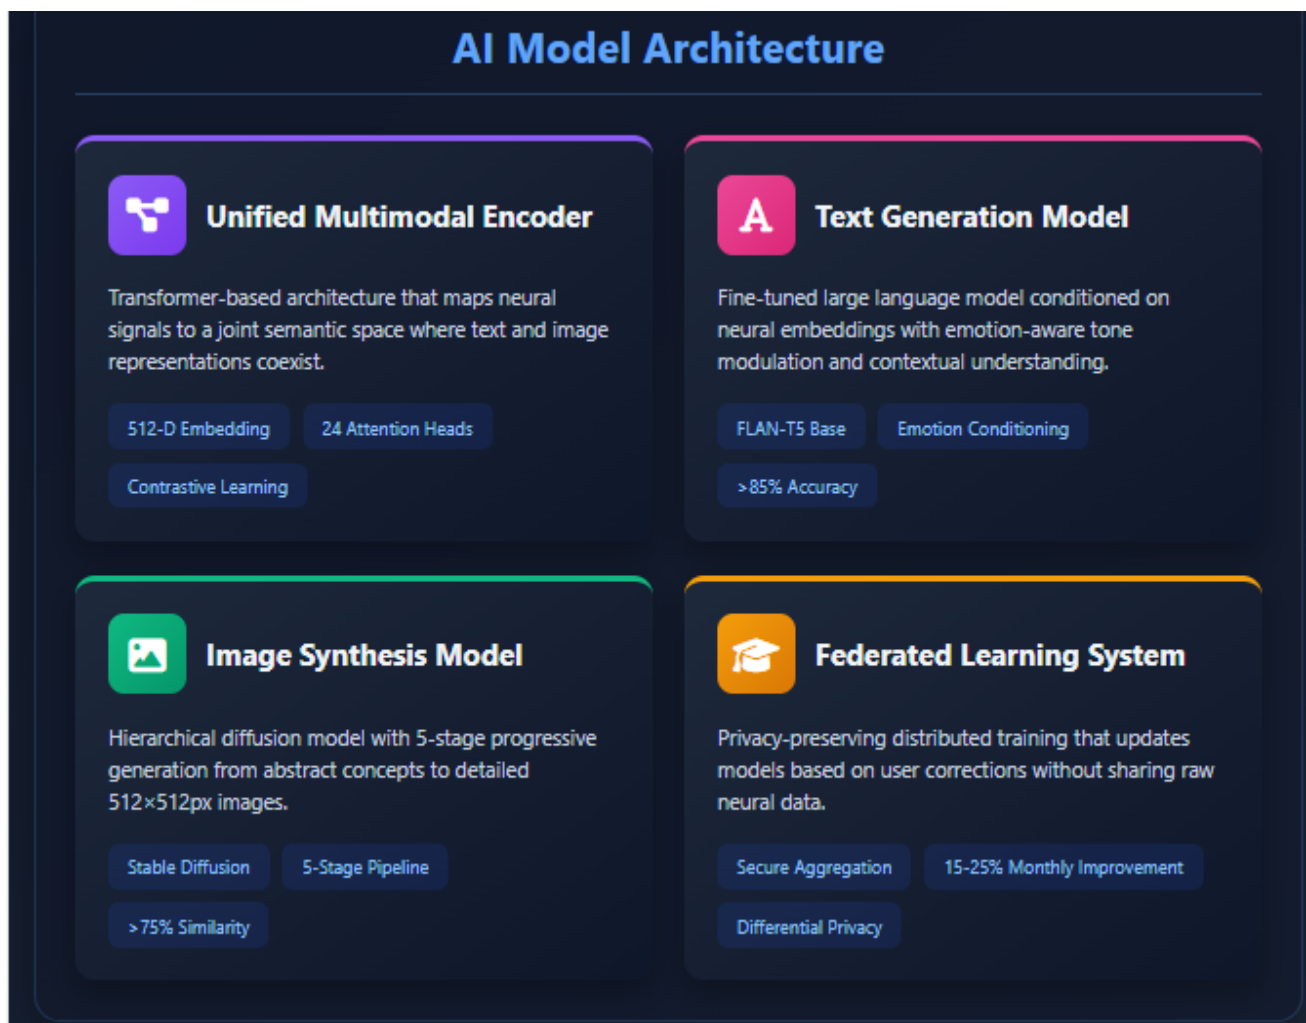 AI Model Architecture
Unified Multimodal Encoder
Transformer-based architecture that maps neural
signals to a joint semantic space where text and image
representations coexist.
512-D Embedding
24 Attention Heads
Contrastive Learning
Text Generation Model
Fine-tuned large language model conditioned on
neural embeddings with emotion-aware tone
modulation and contextual understanding.
FLAN-T5 Base
Emotion Conditioning
>85% Accuracy
Image Synthesis Model
Hierarchical diffusion model with 5-stage progressive
generation from abstract concepts to detailed
512×512px images.
Stable Diffusion
5-Stage Pipeline
>75% Similarity
Federated Learning System
Privacy-preserving distributed training that updates
models based on user corrections without sharing raw
neural data.
Secure Aggregation
15-25% Monthly Improvement
Differential Privacy